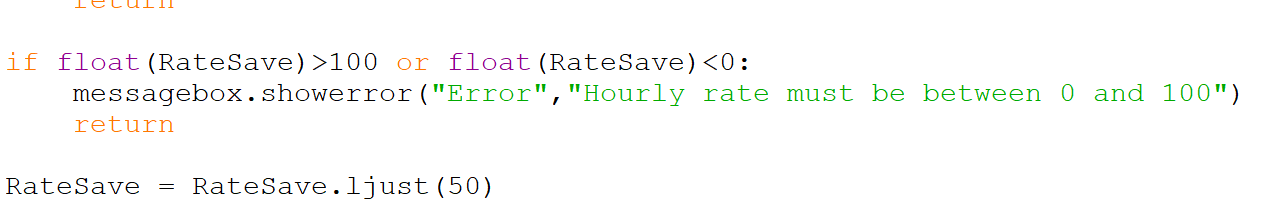 return
if float(RateSave)>100 or float(RateSave)<0:
    messagebox.showerror("Error","Hourly rate must be between 0 and 100")
    return
RateSave = RateSave.ljust(50)